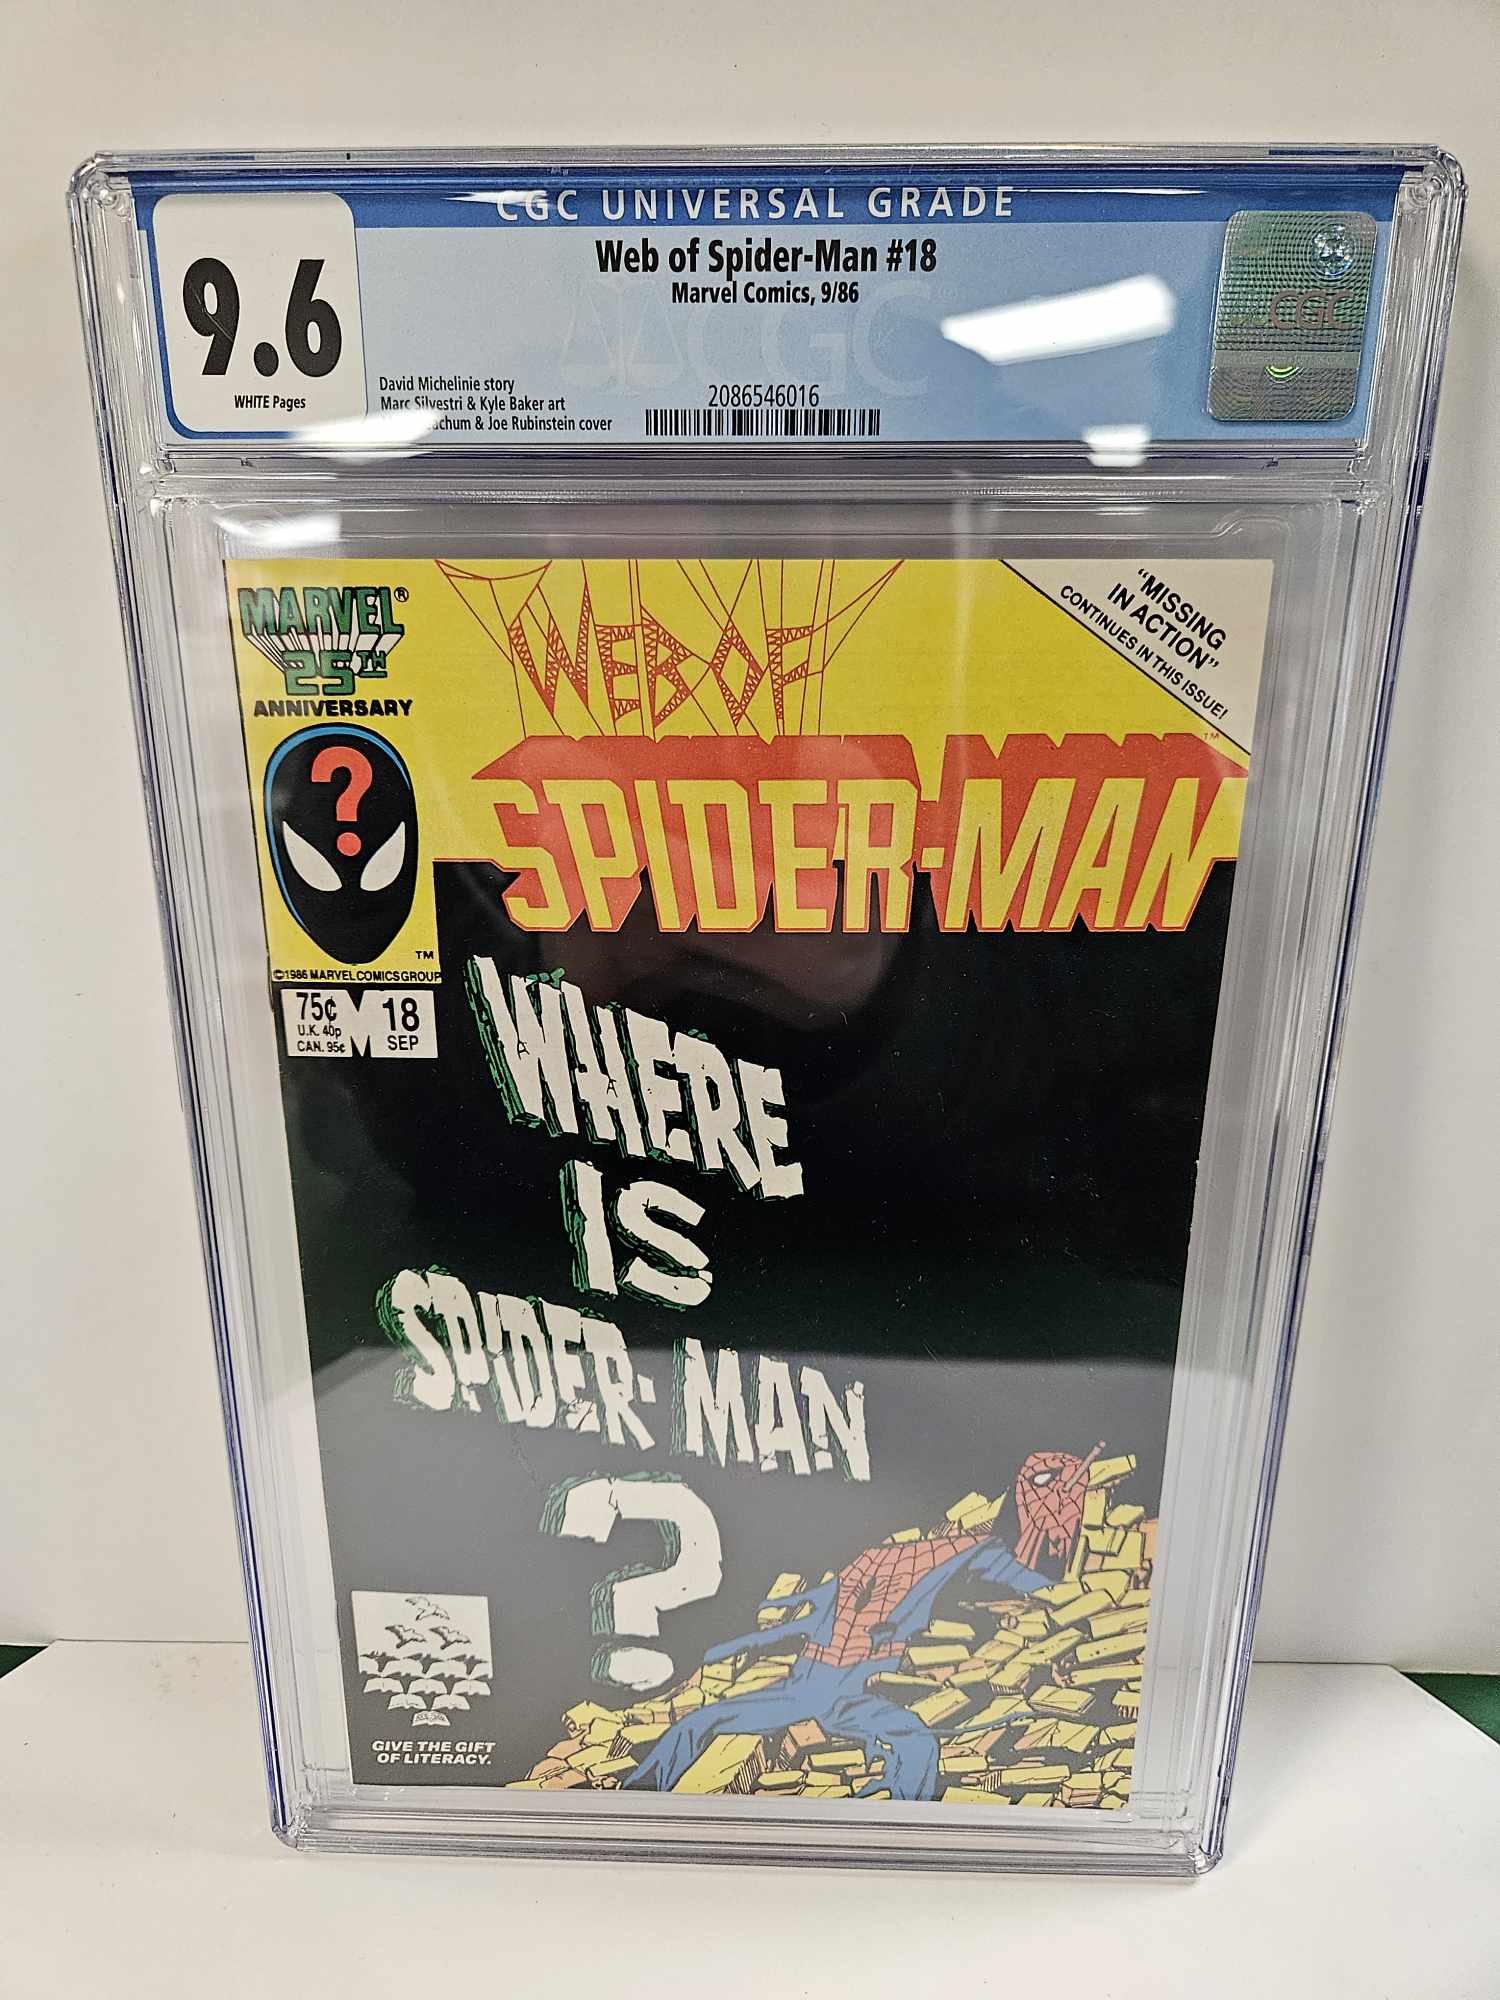 CGC UNIVERSAL GRADE
9.6
WHITE Pages
Web of Spider-Man #18
Marvel Comics, 9/86
David Michelinie story
Marc Silvestri & Kyle Baker art
& Joe Rubinstein cover
2086546016
CGC
CGC
MARVEL®
25TH
ANNIVERSARY
?
TM
©1986 MARVEL COMICS GROUP
75¢
U.K. 40p
CAN. 95¢
M
18
SEP
WEB OF
SPIDER-MAN
TM
"MISSING
IN ACTION"
CONTINUES IN THIS ISSUE!
WHERE
IS
SPIDER-MAN
?
GIVE THE GIFT
OF LITERACY.